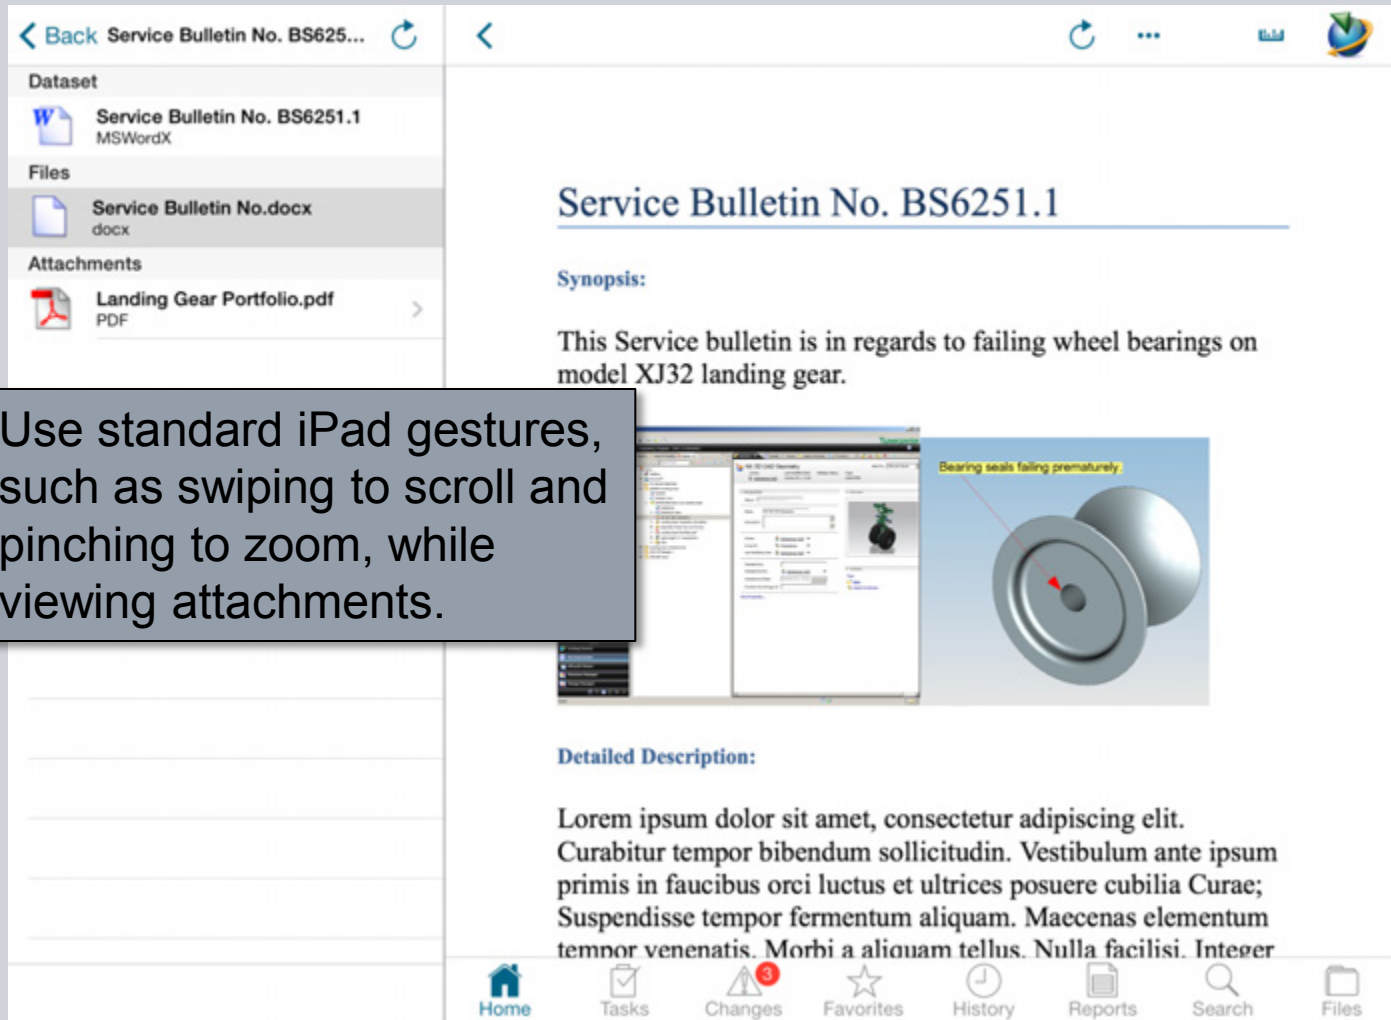 Back Service Bulletin No. BS625...
Dataset
Service Bulletin No. BS6251.1
MSWordX
Files
Service Bulletin No.docx
docx
Attachments
Landing Gear Portfolio.pdf
PDF
Use standard iPad gestures,
such as swiping to scroll and
pinching to zoom, while
viewing attachments.
Service Bulletin No. BS6251.1
Synopsis:
This Service bulletin is in regards to failing wheel bearings on
model XJ32 landing gear.
Bearing seals failing prematurely.
Detailed Description:
Lorem ipsum dolor sit amet, consectetur adipiscing elit.
Curabitur tempor bibendum sollicitudin. Vestibulum ante ipsum
primis in faucibus orci luctus et ultrices posuere cubilia Curae;
Suspendisse tempor fermentum aliquam. Maecenas elementum
tempor venenatis. Morbi a aliquam tellus. Nulla facilisi. Integer
3
Home Tasks Changes Favorites History Reports Search Files